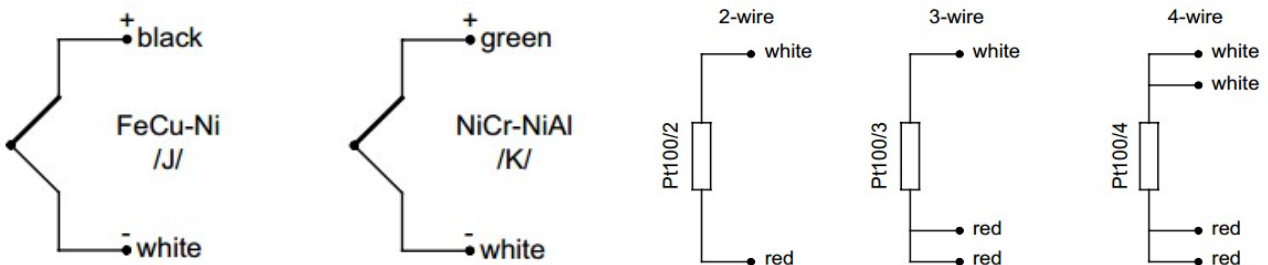 +
black
FeCu-Ni
/J/
-
white
+
green
NiCr-NiAl
/K/
-
white
2-wire
white
Pt100/2
red
3-wire
white
Pt100/3
red
red
4-wire
white
white
Pt100/4
red
red